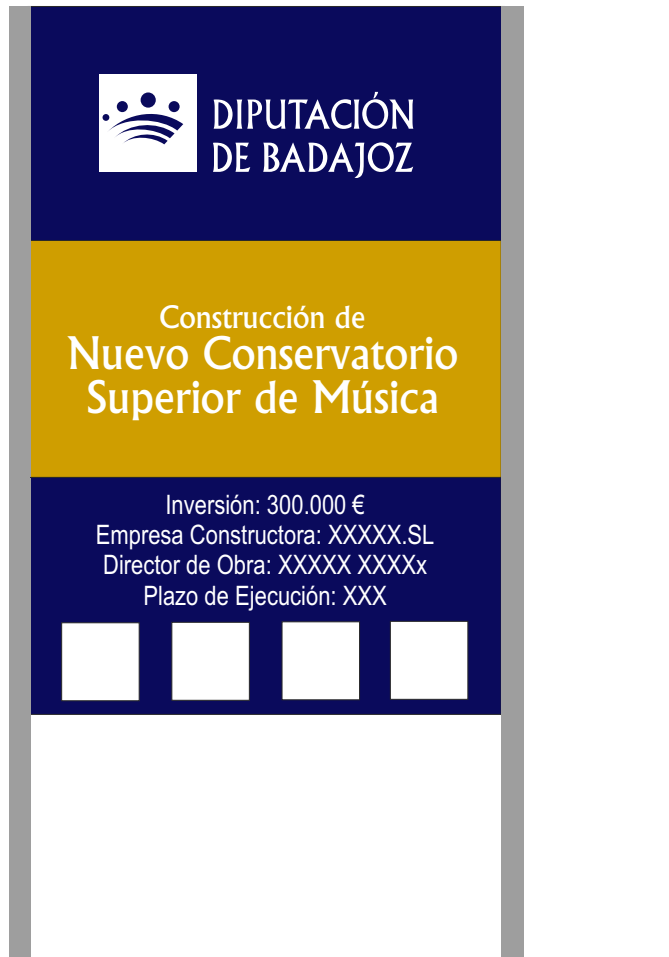 DIPUTACIÓN
DE BADAJOZ
Construcción de
Nuevo Conservatorio
Superior de Música
Inversión: 300.000 €
Empresa Constructora: XXXXX.SL
Director de Obra: XXXXX XXXXx
Plazo de Ejecución: XXX